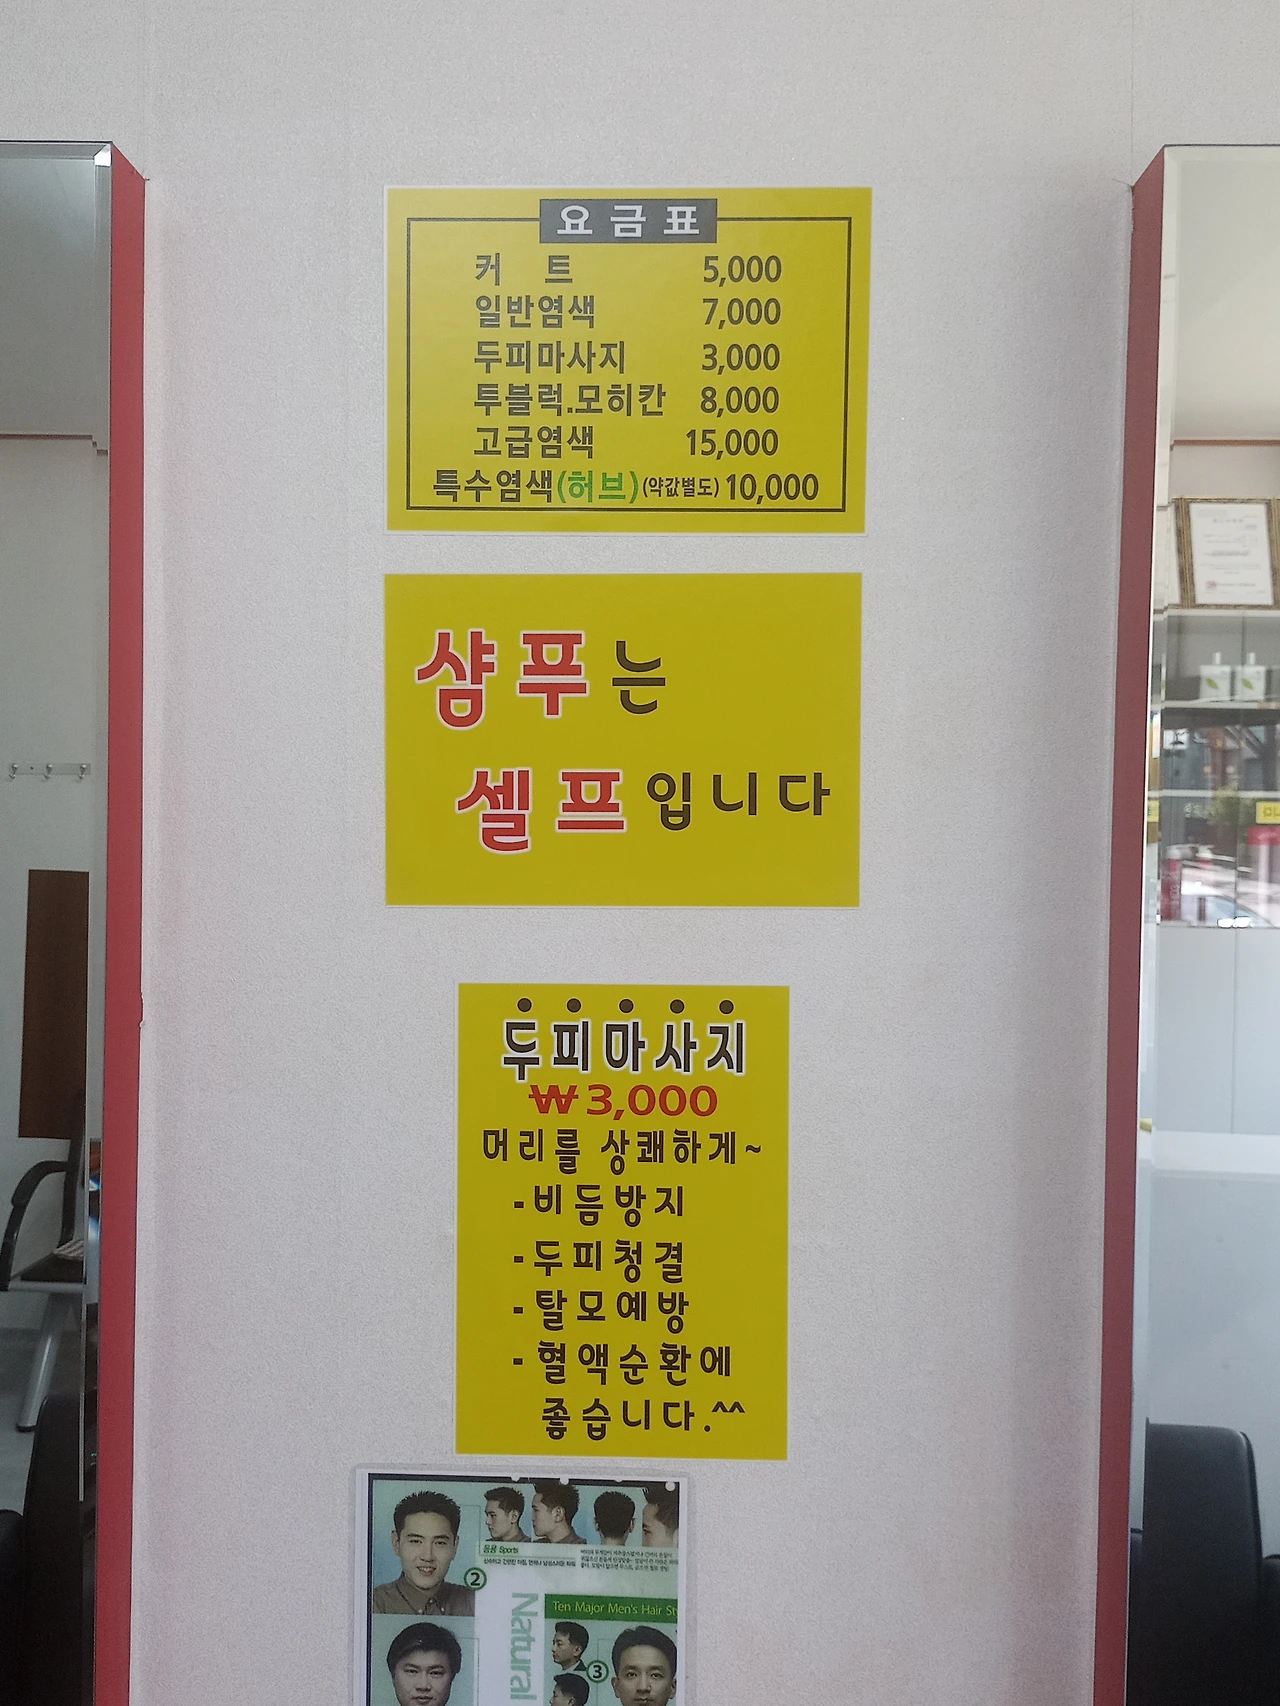 요금표
커 트 5,000
일반염색 7,000
두피마사지 3,000
투블럭.모히칸 8,000
고급염색 15,000
특수염색(허브)(약값별도) 10,000
샴푸는
셀프입니다
두피마사지
₩3,000
머리를 상쾌하게~
-비듬방지
-두피청결
-탈모예방
-혈액순환에
좋습니다.^^
응용 Sports
②
Natural
Ten Major Men's Hair St
③